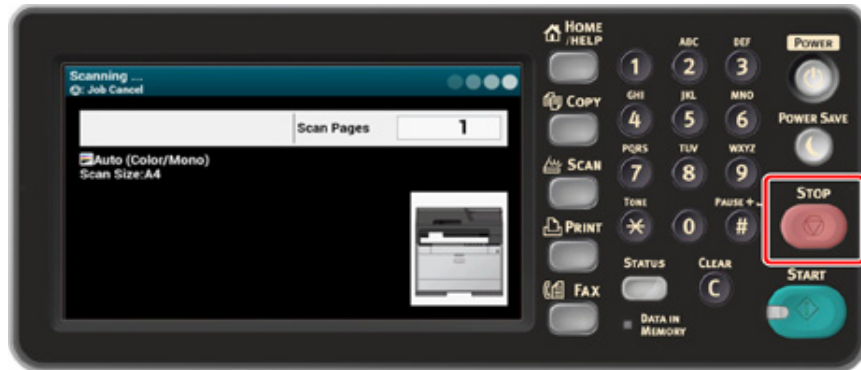 Scanning ....
: Job Cancel
Scan Pages
1
Auto (Color/Mono)
Scan Size:A4
HOME
/HELP
COPY
SCAN
PRINT
FAX
ABC
DEF
1
2
3
GHI
JKL
MNO
4
5
6
PQRS
TUV
WXYZ
7
8
9
TONE
PAUSE + -
0
#
STATUS
CLEAR
C
DATA IN
MEMORY
POWER
POWER SAVE
STOP
START